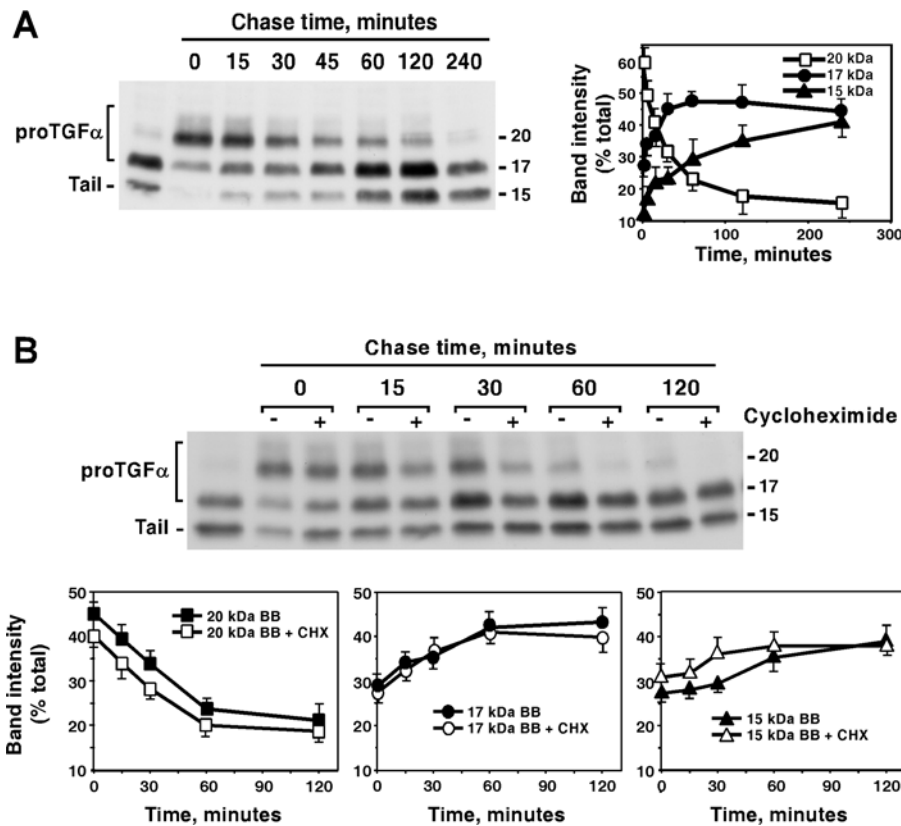 A
Chase time, minutes
0 15 30 45 60 120 240
proTGFα
Tail -
- 20
- 17
- 15
Band intensity
(% total)
60
50
40
30
20
10
20 kDa
17 kDa
15 kDa
0 100 200 300
Time, minutes
B
Chase time, minutes
0 15 30 60 120
- + - + - + - + - + Cycloheximide
proTGFα
Tail -
- 20
- 17
- 15
Band intensity
(% total)
50
40
30
20
10
20 kDa BB
20 kDa BB + CHX
0 30 60 90 120
Time, minutes
50
40
30
20
10
17 kDa BB
17 kDa BB + CHX
0 30 60 90 120
Time, minutes
50
40
30
20
10
15 kDa BB
15 kDa BB + CHX
0 30 60 90 120
Time, minutes